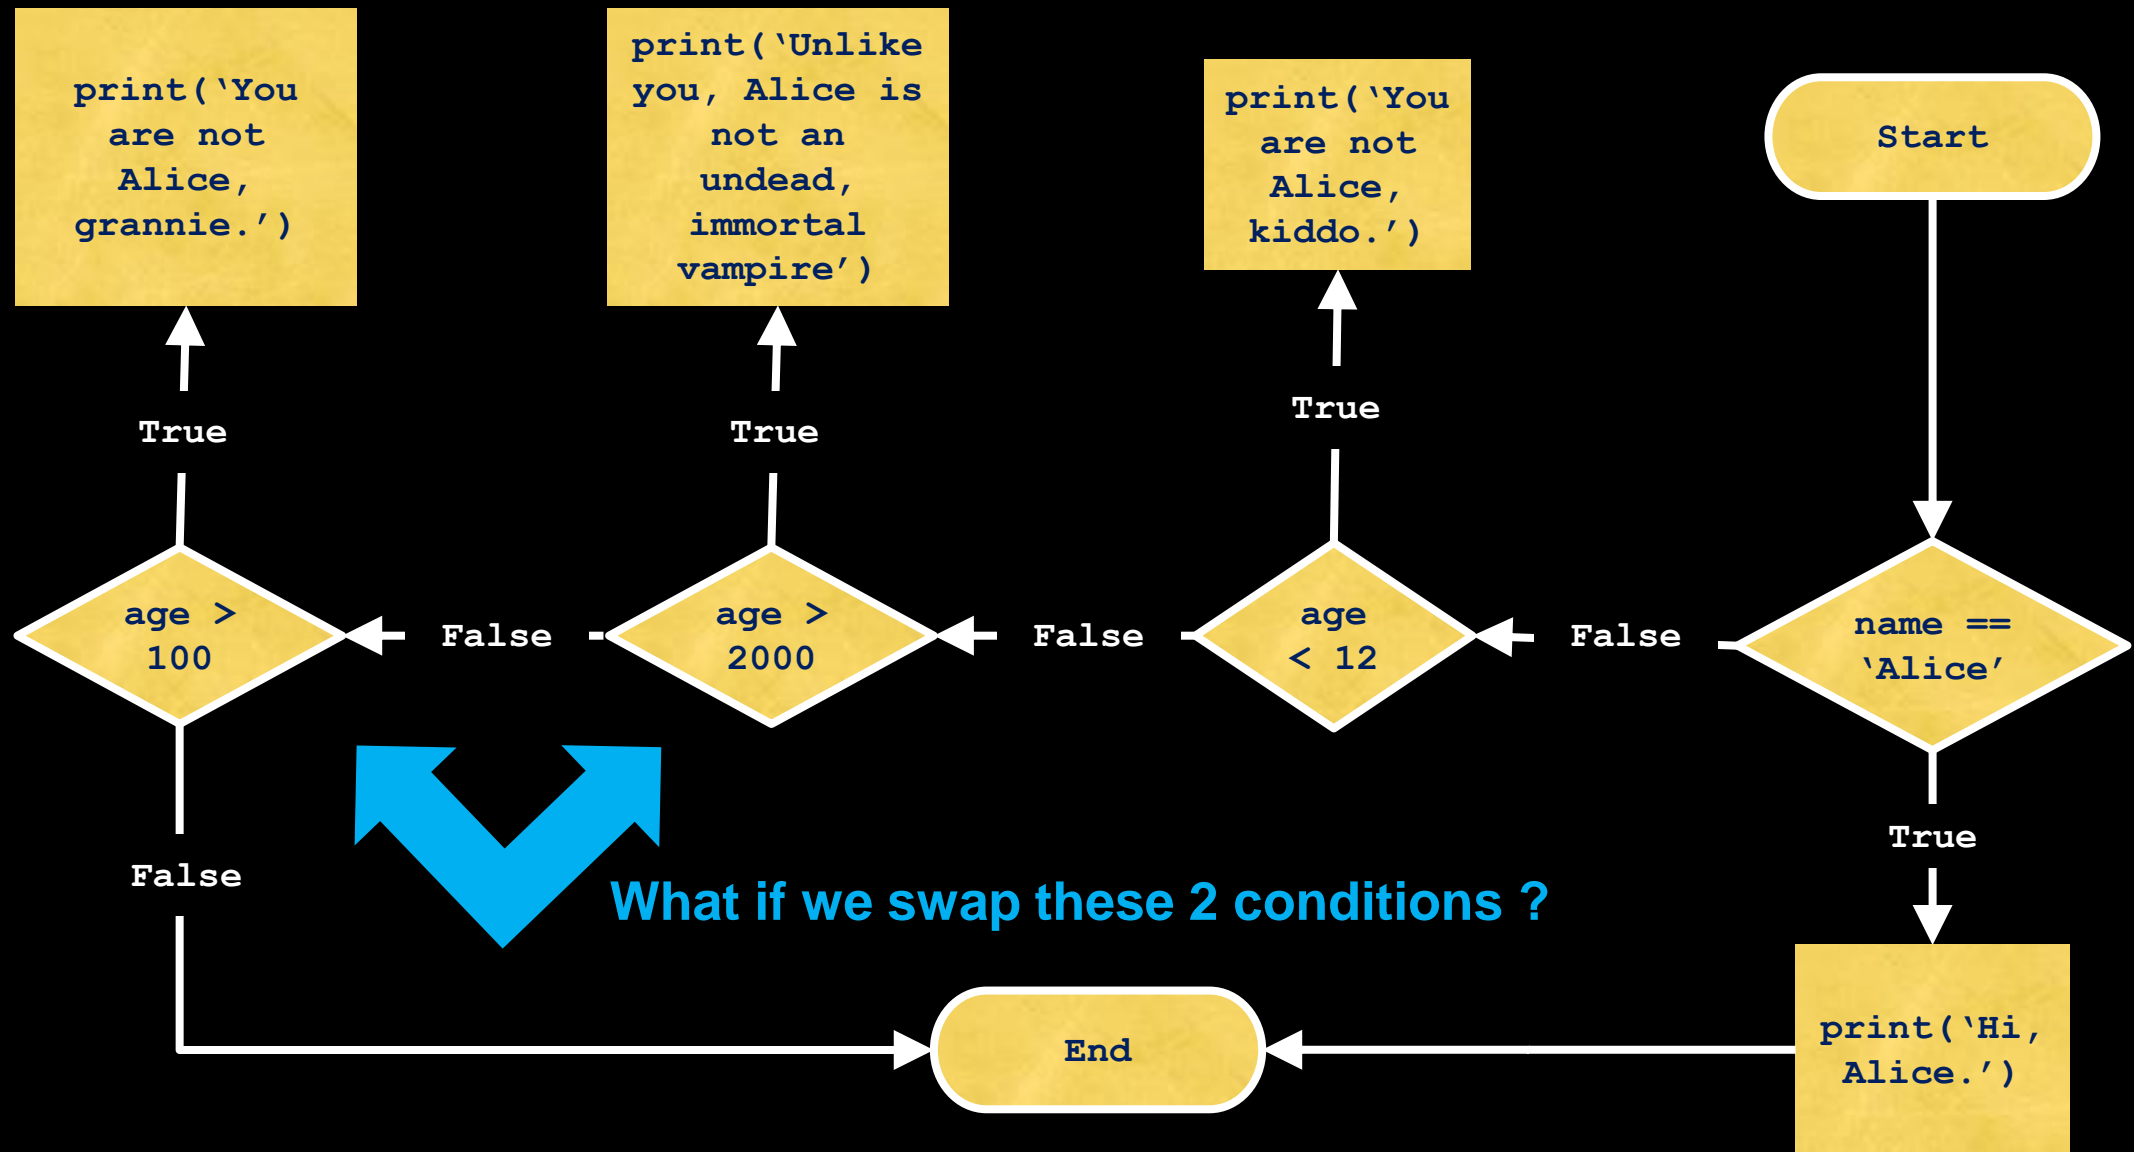 print(‘You
are not
Alice,
grannie.’)
print(‘Unlike
you, Alice is
not an
undead,
immortal
vampire’)
print(‘You
are not
Alice,
kiddo.’)
Start
True
True
True
age >
100
False
age >
2000
False
age
< 12
False
name ==
‘Alice’
False
True
What if we swap these 2 conditions ?
End
print(‘Hi,
Alice.’)